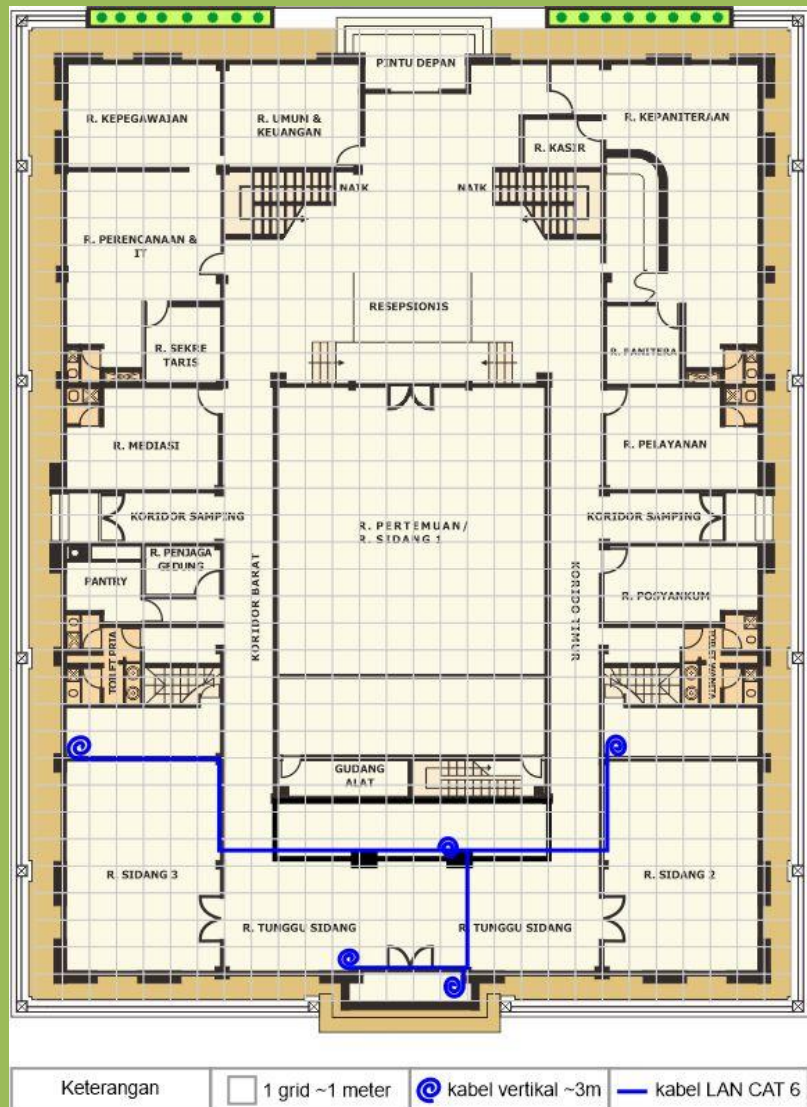 PINTU DEPAN
R. KEPEGAWAIAN
R. UMUN &
KEUANGAN
R. KEPANITERAAN
R. KASIR
NAIK
NAIK
R. PERENCANAAN &
IT
RESEPSIONIS
R. SEKRE
TARIS
R. PANITERA
R. MEDIASI
R. PELAYANAN
KORIDOR SAMPING
R. PERTEMUAN/
R. SIDANG 1
KORIDOR SAMPING
R. PENJAGA
GEDUNG
PANTRY
KORIDOR BARAT
KORIDO TIMUR
R. POSYANKUM
TOILET PRIA
TOILET WANITA
GUDANG
ALAT
R. SIDANG 3
R. SIDANG 2
R. TUNGGU SIDANG
R. TUNGGU SIDANG
Keterangan
1 grid ~1 meter
kabel vertikal ~3m
kabel LAN CAT 6